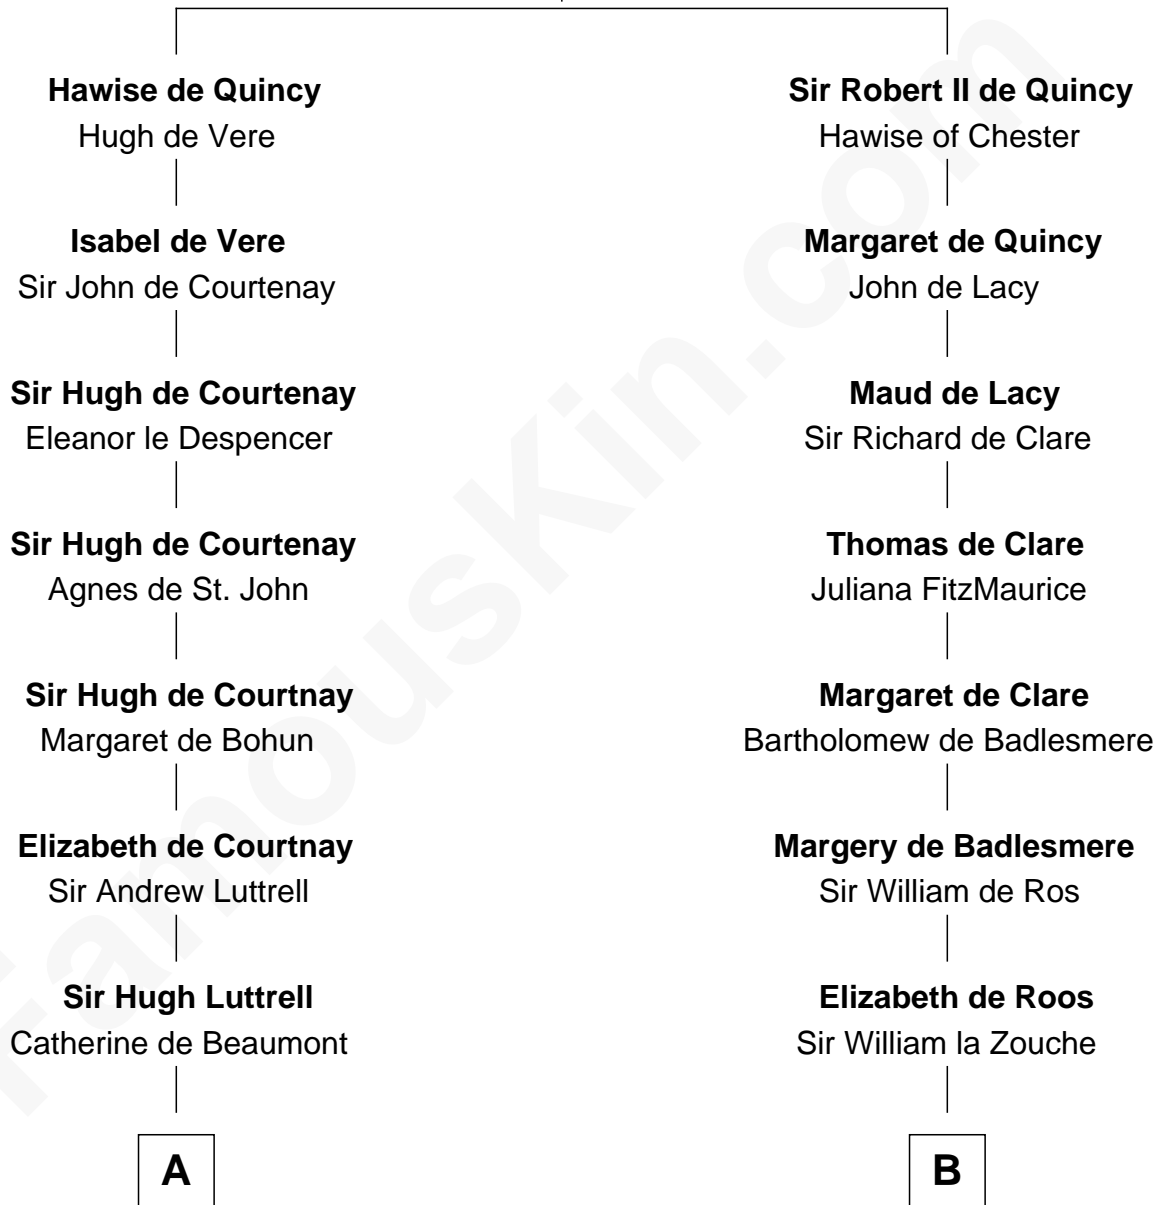 Hawise de Quincy
Hugh de Vere
Isabel de Vere
Sir John de Courtenay
Sir Hugh de Courtenay
Eleanor le Despencer
Sir Hugh de Courtenay
Agnes de St. John
Sir Hugh de Courtnay
Margaret de Bohun
Elizabeth de Courtnay
Sir Andrew Luttrell
Sir Hugh Luttrell
Catherine de Beaumont
A
Sir Robert II de Quincy
Hawise of Chester
Margaret de Quincy
John de Lacy
Maud de Lacy
Sir Richard de Clare
Thomas de Clare
Juliana FitzMaurice
Margaret de Clare
Bartholomew de Badlesmere
Margery de Badlesmere
Sir William de Ros
Elizabeth de Roos
Sir William la Zouche
B
FamousKin.com